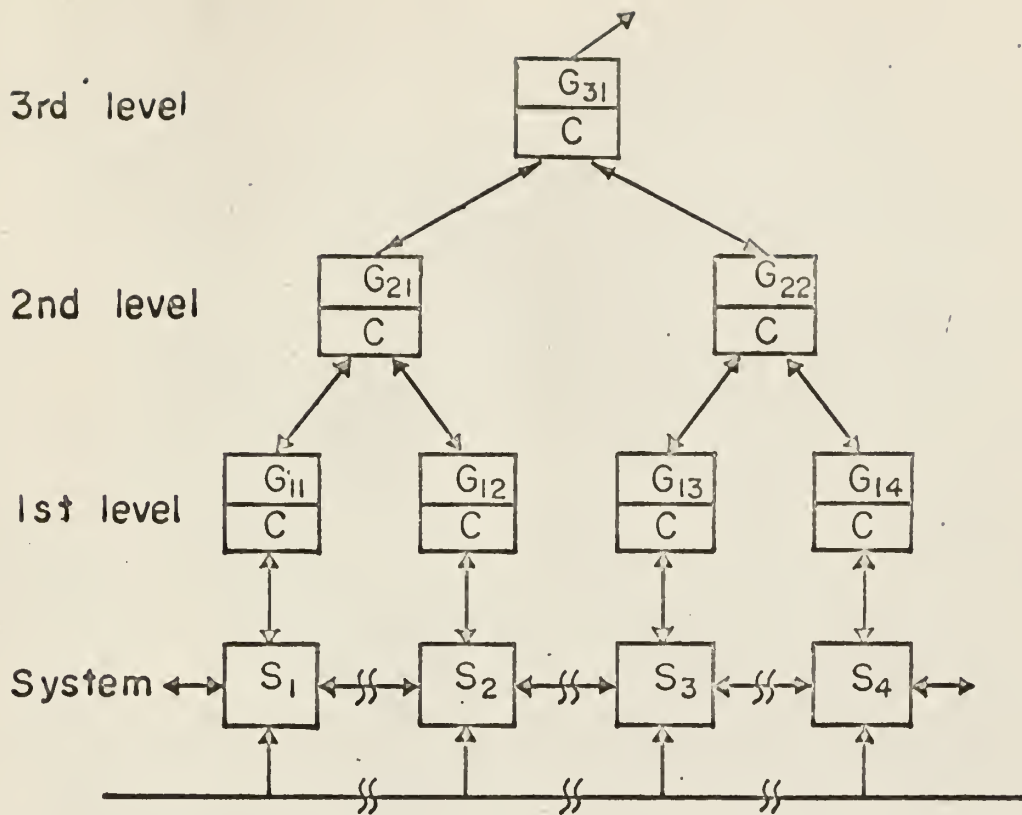 3rd level
G31
C
2nd level
G21 G22
C C
1st level
G11 G12 G13 G14
C C C C
System S1 S2 S3 S4